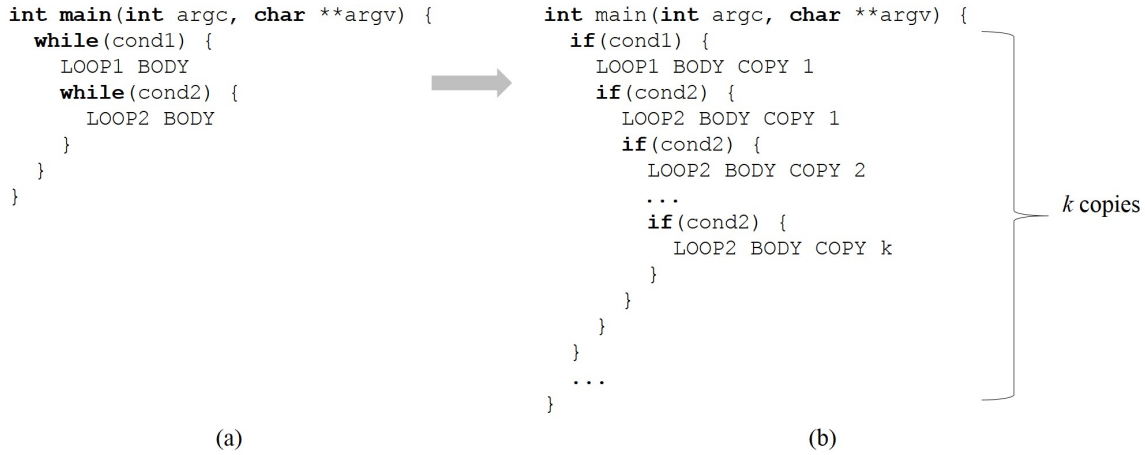 int main(int argc, char **argv) {
  while(cond1) {
    LOOP1 BODY
    while(cond2) {
      LOOP2 BODY
    }
  }
}
(a)
int main(int argc, char **argv) {
  if(cond1) {
    LOOP1 BODY COPY 1
    if(cond2) {
      LOOP2 BODY COPY 1
      if(cond2) {
        LOOP2 BODY COPY 2
        ...
        if(cond2) {
          LOOP2 BODY COPY k
        }
      }
    }
  }
  ...
}
k copies
(b)